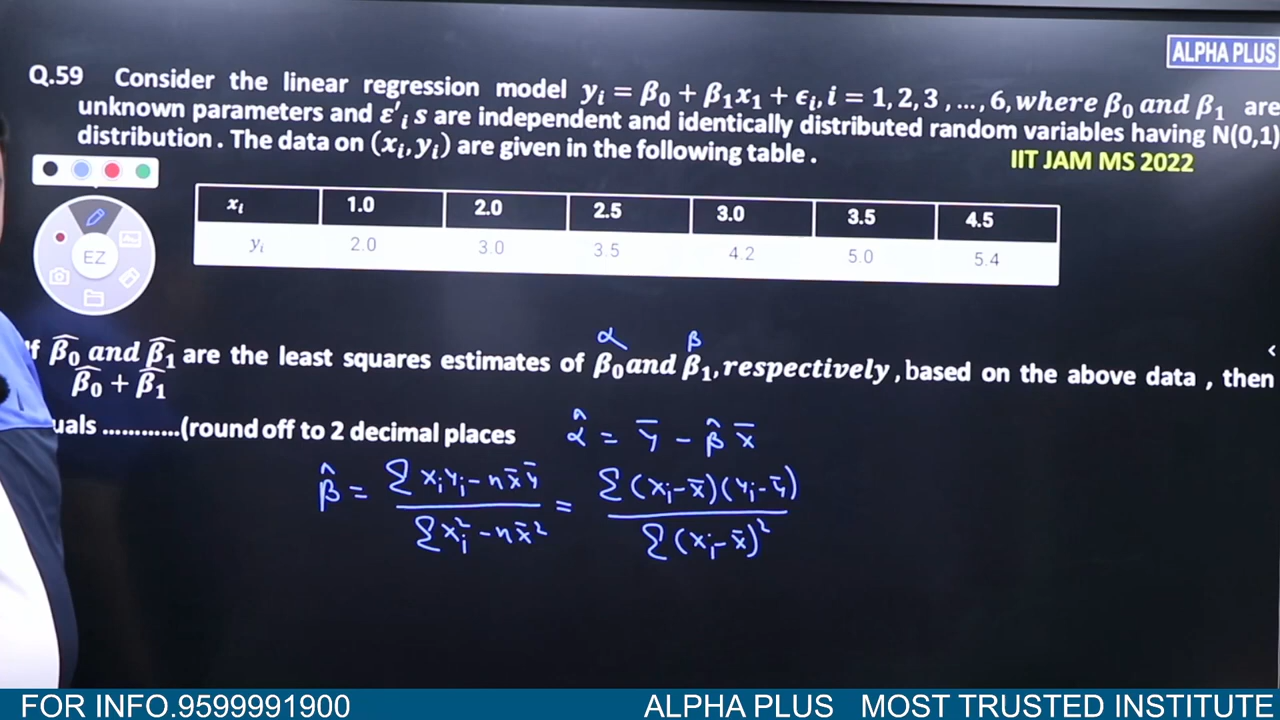 ALPHA PLUS
Q.59 Consider the linear regression model yᵢ = β₀ + β₁x₁ + ϵᵢ, i = 1, 2, 3 , ..., 6, where β₀ and β₁ are
unknown parameters and ε′ᵢ s are independent and identically distributed random variables having N(0,1)
distribution . The data on (xᵢ, yᵢ) are given in the following table .
IIT JAM MS 2022
xᵢ 1.0 2.0 2.5 3.0 3.5 4.5
EZ
yᵢ 2.0 3.0 3.5 4.2 5.0 5.4
α β
f β̂₀ and β̂₁ are the least squares estimates of β₀and β₁, respectively , based on the above data , then
β̂₀ + β̂₁
uals ............(round off to 2 decimal places
α̂ = ȳ - β̂ x̄
β̂ = Σxᵢyᵢ - nx̄ȳ / Σxᵢ² - nx̄² = Σ(xᵢ-x̄)(yᵢ-ȳ) / Σ(xᵢ-x̄)²
FOR INFO.9599991900 ALPHA PLUS MOST TRUSTED INSTITUTE